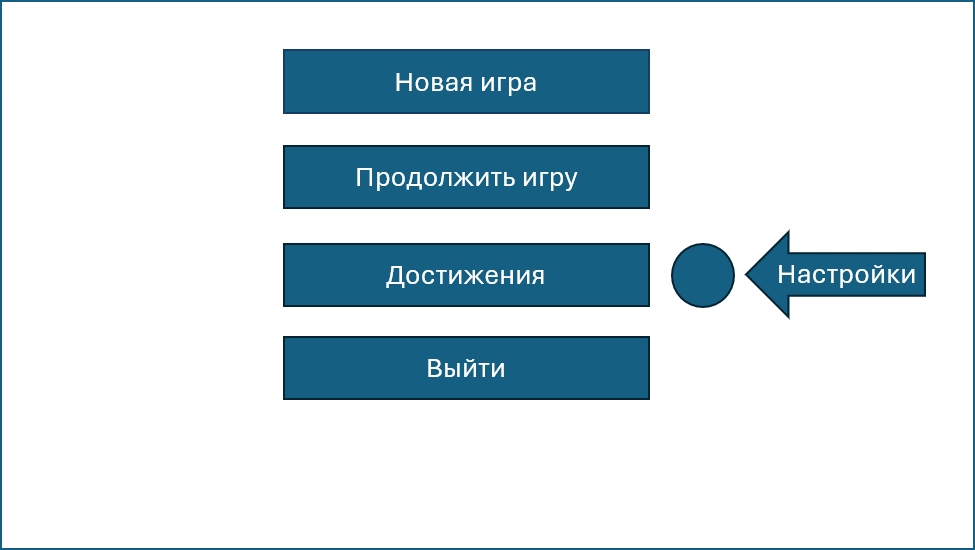 Новая игра
Продолжить игру
Достижения
Настройки
Выйти